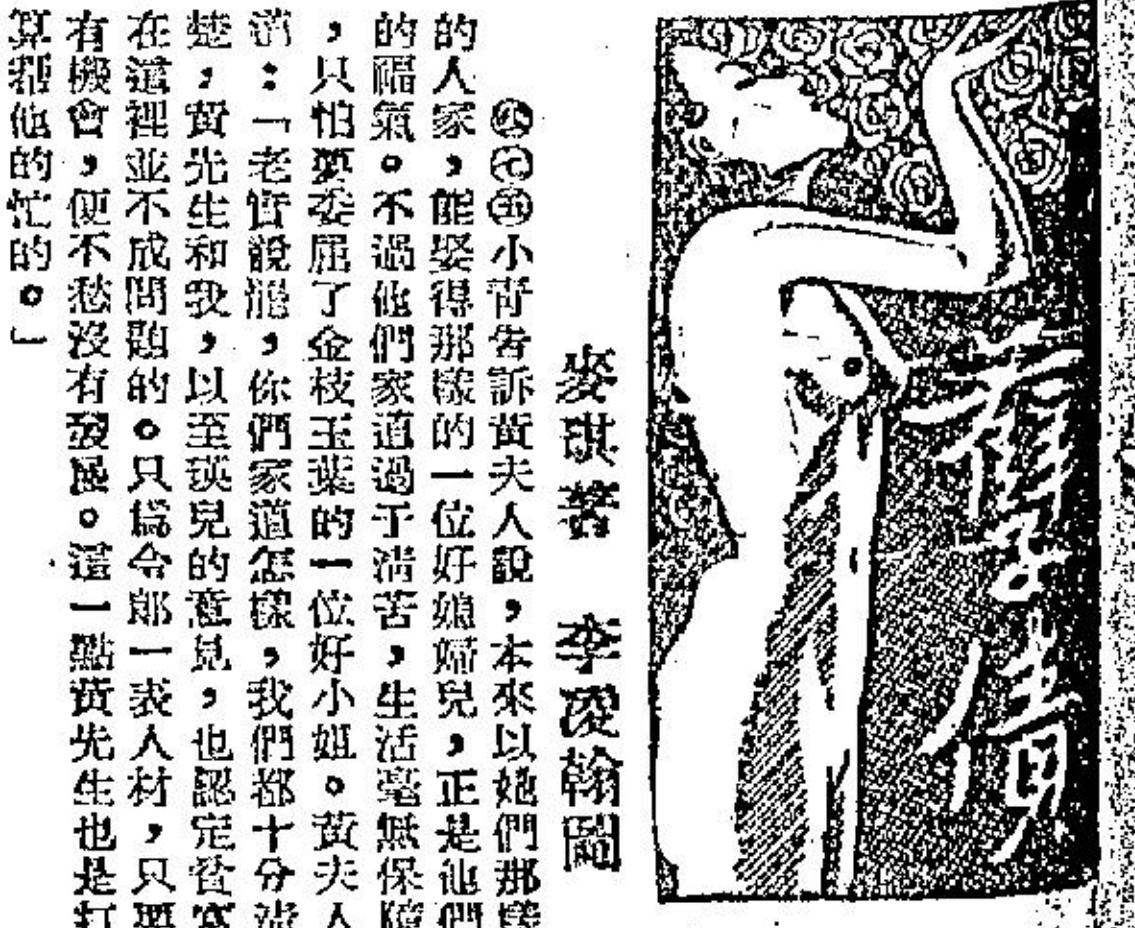 子情
麥琪著　李凌翰圖
㊆㊄小青告訴黃夫人說，本來以她們那樣
的人家，能娶得那樣的一位好媳婦兒，正是他們
的福氣。不過他們家道過于清苦，生活毫無保障
，只怕要委屈了金枝玉葉的一位好小姐。黃夫人
道：「老實說罷，你們家道怎樣，我們都十分清
楚，黃先生和我，以至瑛兒的意見，也認定貧寒
在這裡並不成問題的。只爲令郎一表人材，只要
有機會，便不愁沒有發展。這一點黃先生也是打
算幫他的忙的。」